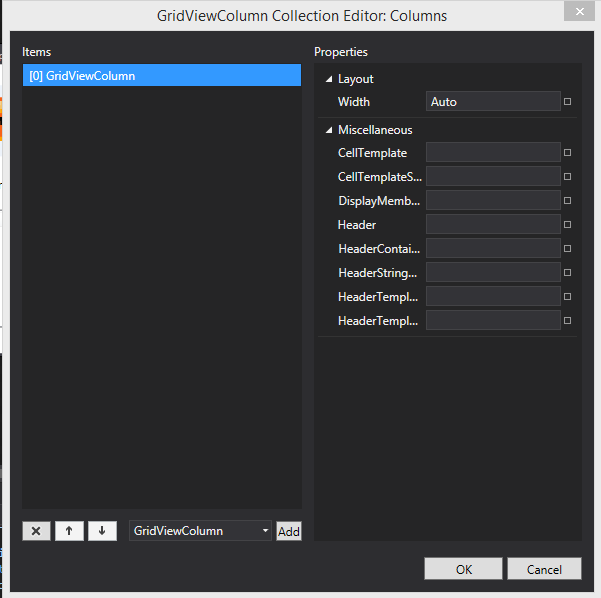 GridViewColumn Collection Editor: Columns
Items
[0] GridViewColumn
GridViewColumn
Add
Properties
Layout
Width Auto
Miscellaneous
CellTemplate
CellTemplateS...
DisplayMemb...
Header
HeaderContai...
HeaderString...
HeaderTempl...
HeaderTempl...
OK
Cancel